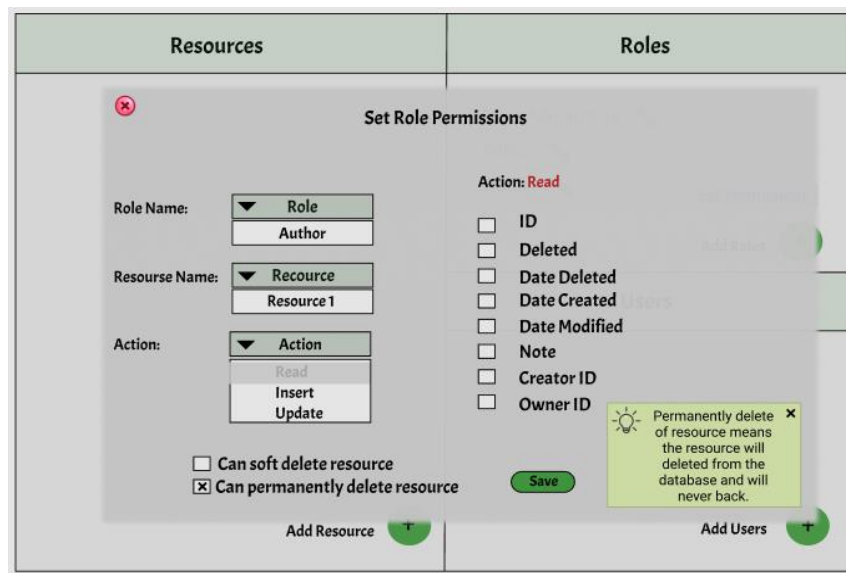 Resources
Roles
Set Role Permissions
Role Name:
Role
Author
Resourse Name:
Recource
Resource 1
Action:
Action
Read
Insert
Update
Can soft delete resource
Can permanently delete resource
Action: Read
ID
Deleted
Date Deleted
Date Created
Date Modified
Note
Creator ID
Owner ID
Save
Permanently delete
of resource means
the resource will
deleted from the
database and will
never back.
Add Roles
Users
Add Resource
Add Users